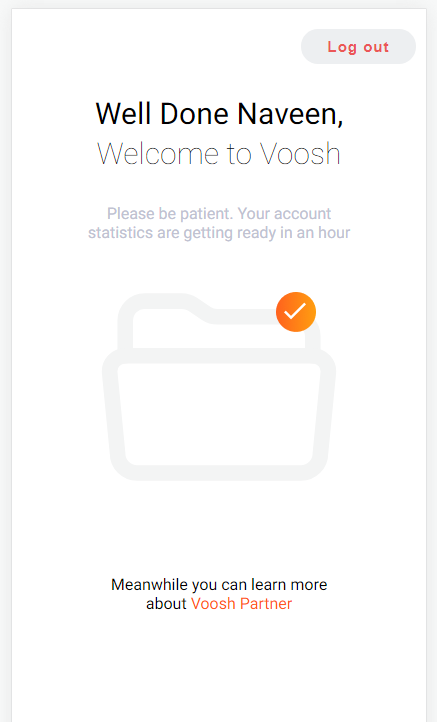 Log out
Well Done Naveen,
Welcome to Voosh
Please be patient. Your account
statistics are getting ready in an hour
Meanwhile you can learn more
about Voosh Partner